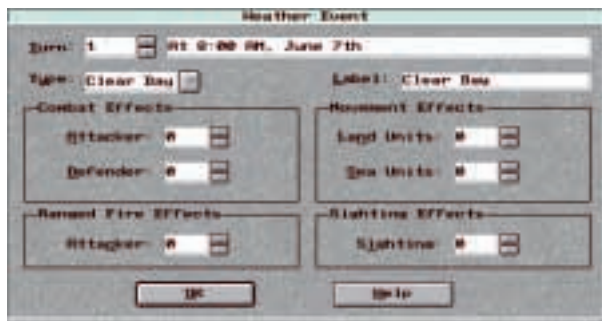 Weather Event
Turn: 1 At 8:00 AM, June 7th
Type: Clear Day Label: Clear Day
Combat Effects Movement Effects
Attacker: 0 Land Units: 0
Defender: 0 Sea Units: 0
Ranged Fire Effects Sighting Effects
Attacker: 0 Sighting: 0
OK Help